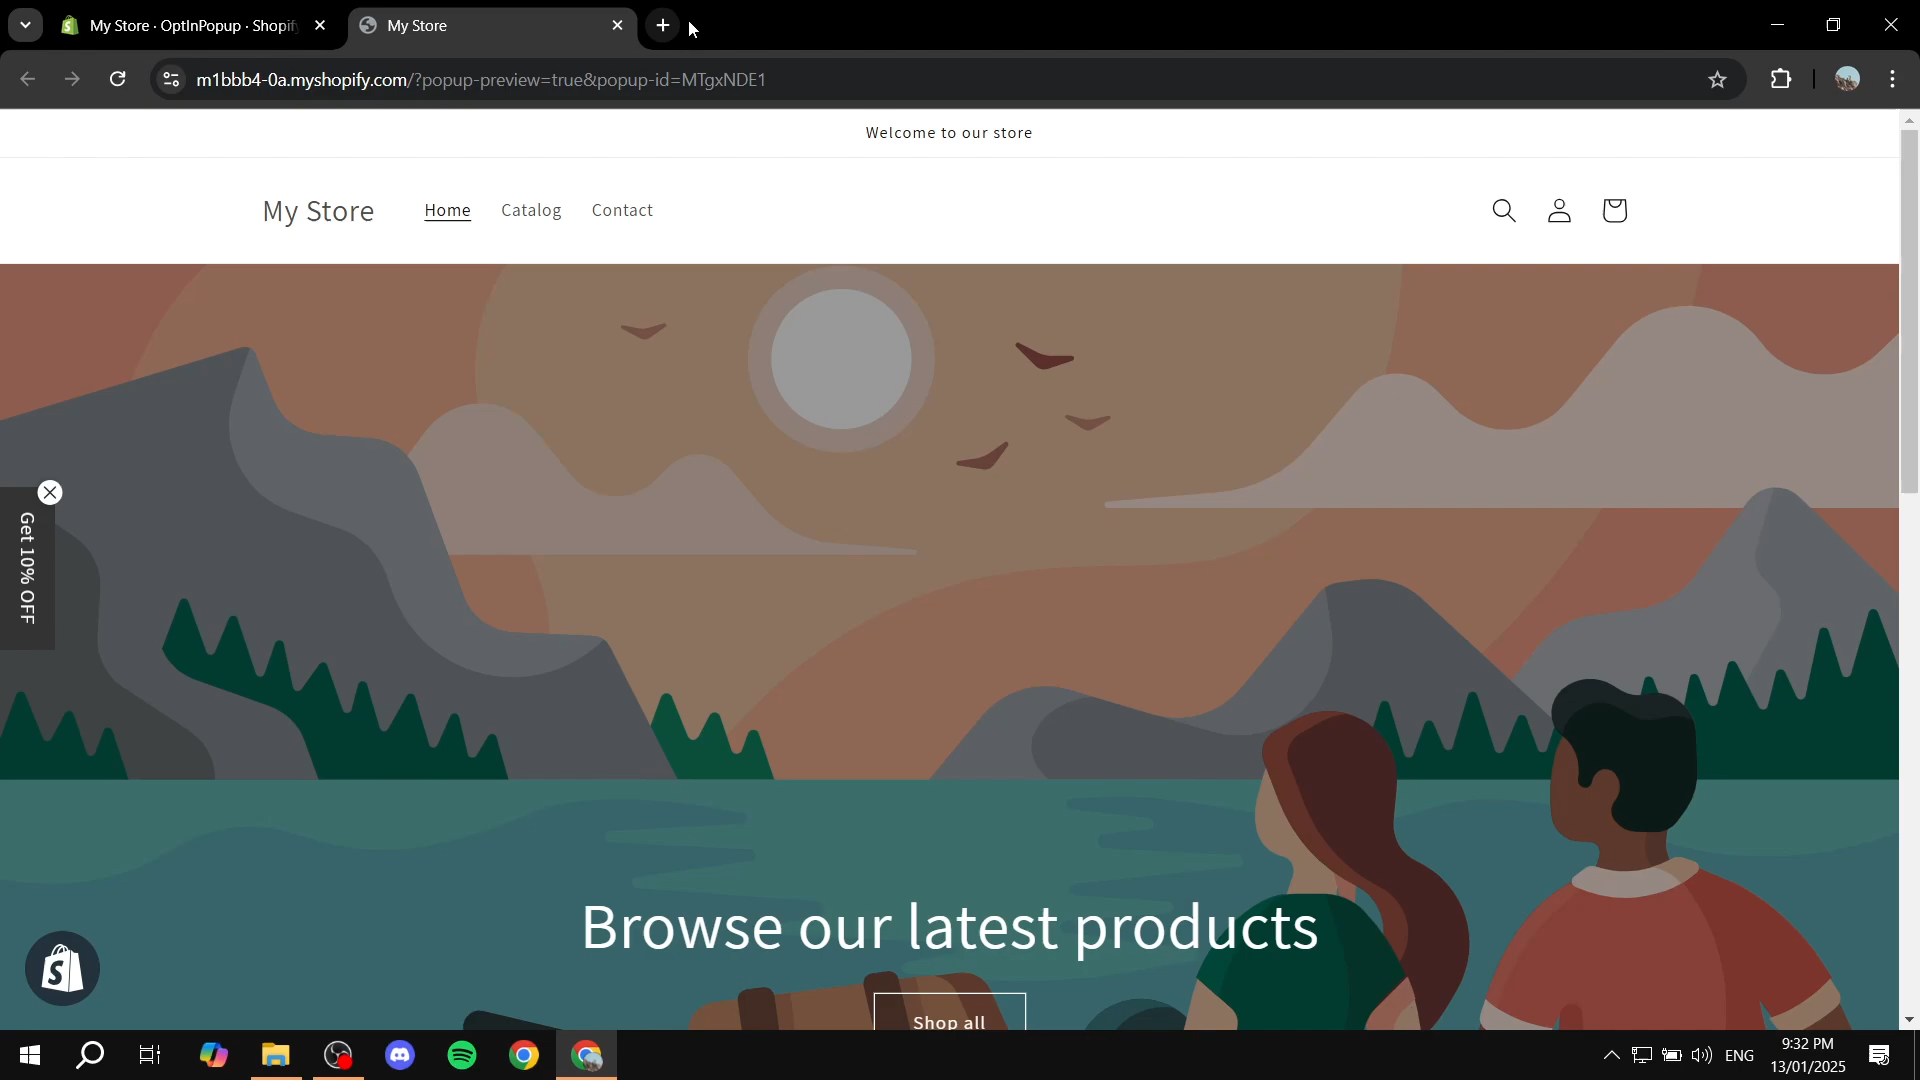 My Store · OptInPopup · Shopif
My Store
m1bbb4-0a.myshopify.com/?popup-preview=true&popup-id=MTgxNDE1
Welcome to our store
My Store
Home
Catalog
Contact
Get 10% OFF
Browse our latest products
Shop all
ENG
9:32 PM
13/01/2025